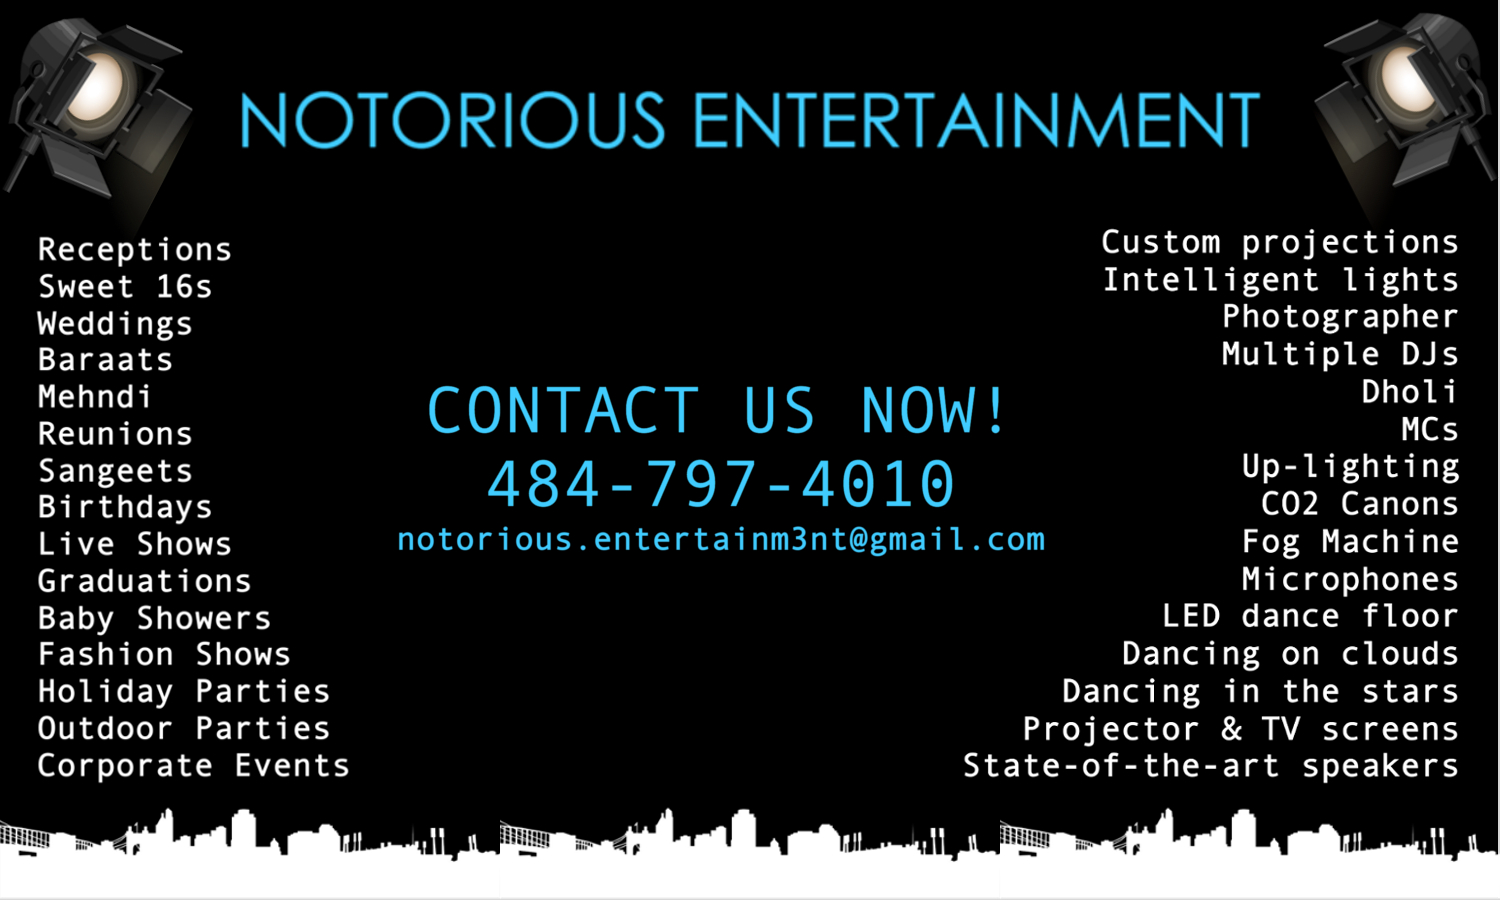 NOTORIOUS ENTERTAINMENT
Receptions
Sweet 16s
Weddings
Baraats
Mehndi
Reunions
Sangeets
Birthdays
Live Shows
Graduations
Baby Showers
Fashion Shows
Holiday Parties
Outdoor Parties
Corporate Events
CONTACT US NOW!
484-797-4010
notorious.entertainm3nt@gmail.com
Custom projections
Intelligent lights
Photographer
Multiple DJs
Dholi
MCs
Up-lighting
CO2 Canons
Fog Machine
Microphones
LED dance floor
Dancing on clouds
Dancing in the stars
Projector & TV screens
State-of-the-art speakers